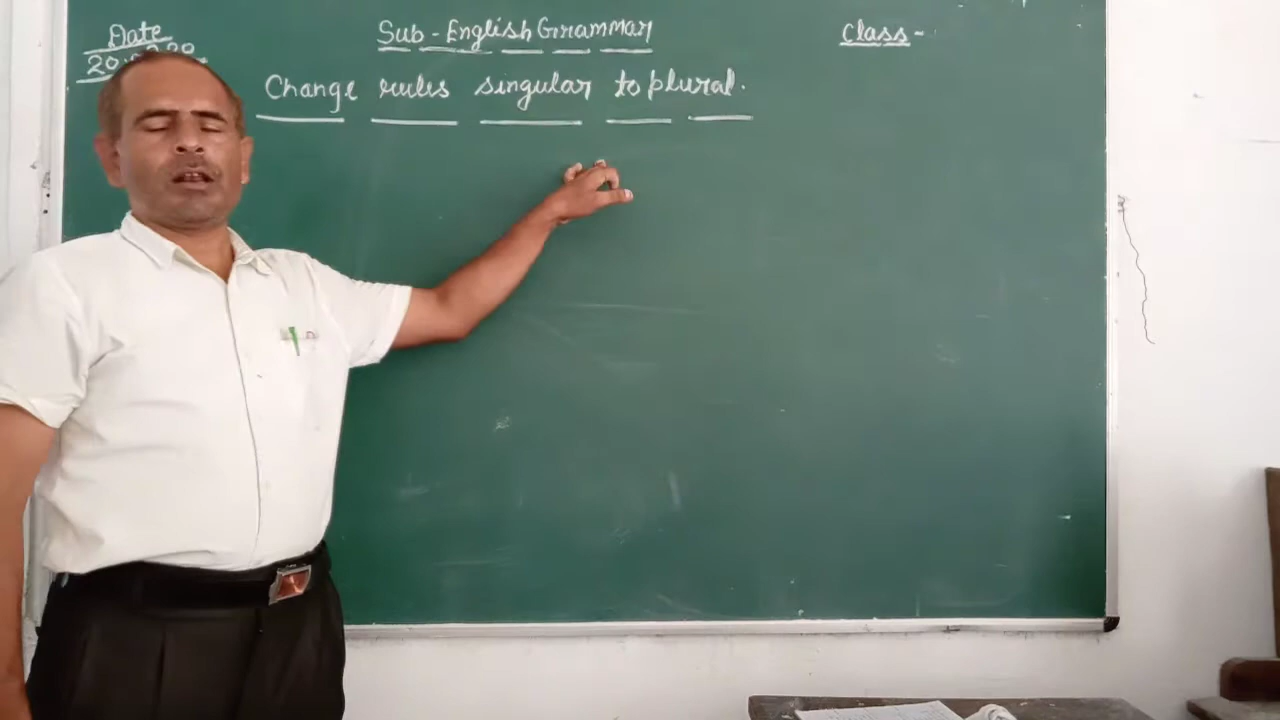 Date
Sub - English Grammar
Class -
Change rules singular to plural.